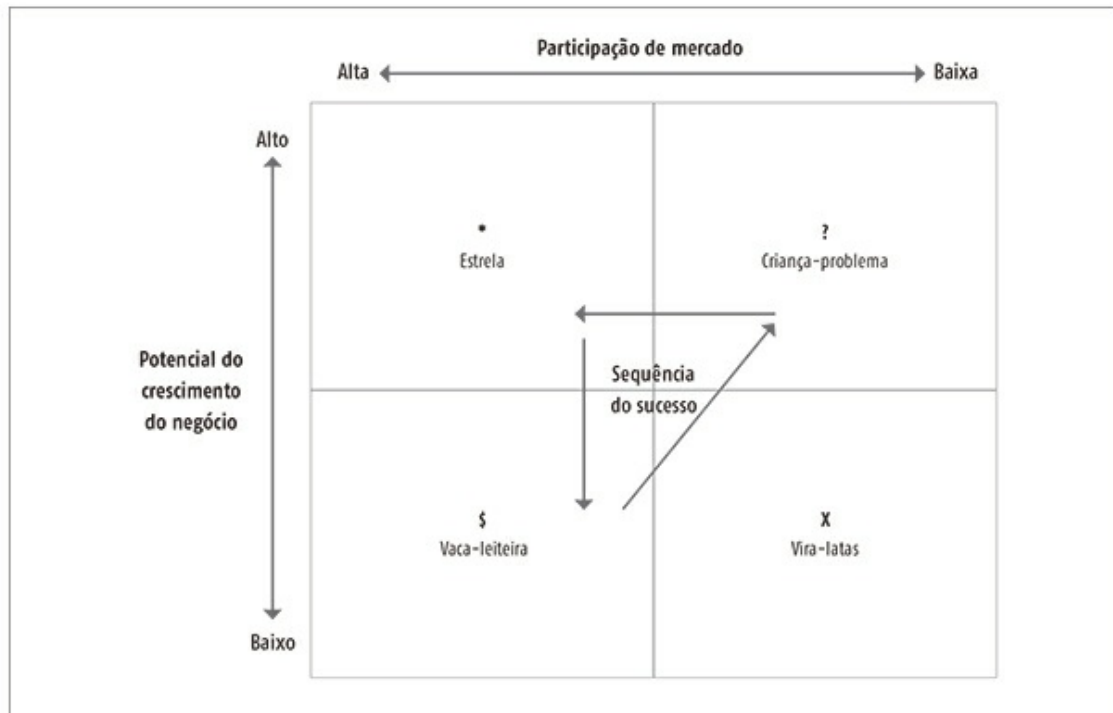 Participação de mercado
Alta
Baixa
Alto
*
Estrela
?
Criança-problema
Potencial do
crescimento
do negócio
Sequência
do sucesso
$
Vaca-leiteira
X
Vira-latas
Baixo